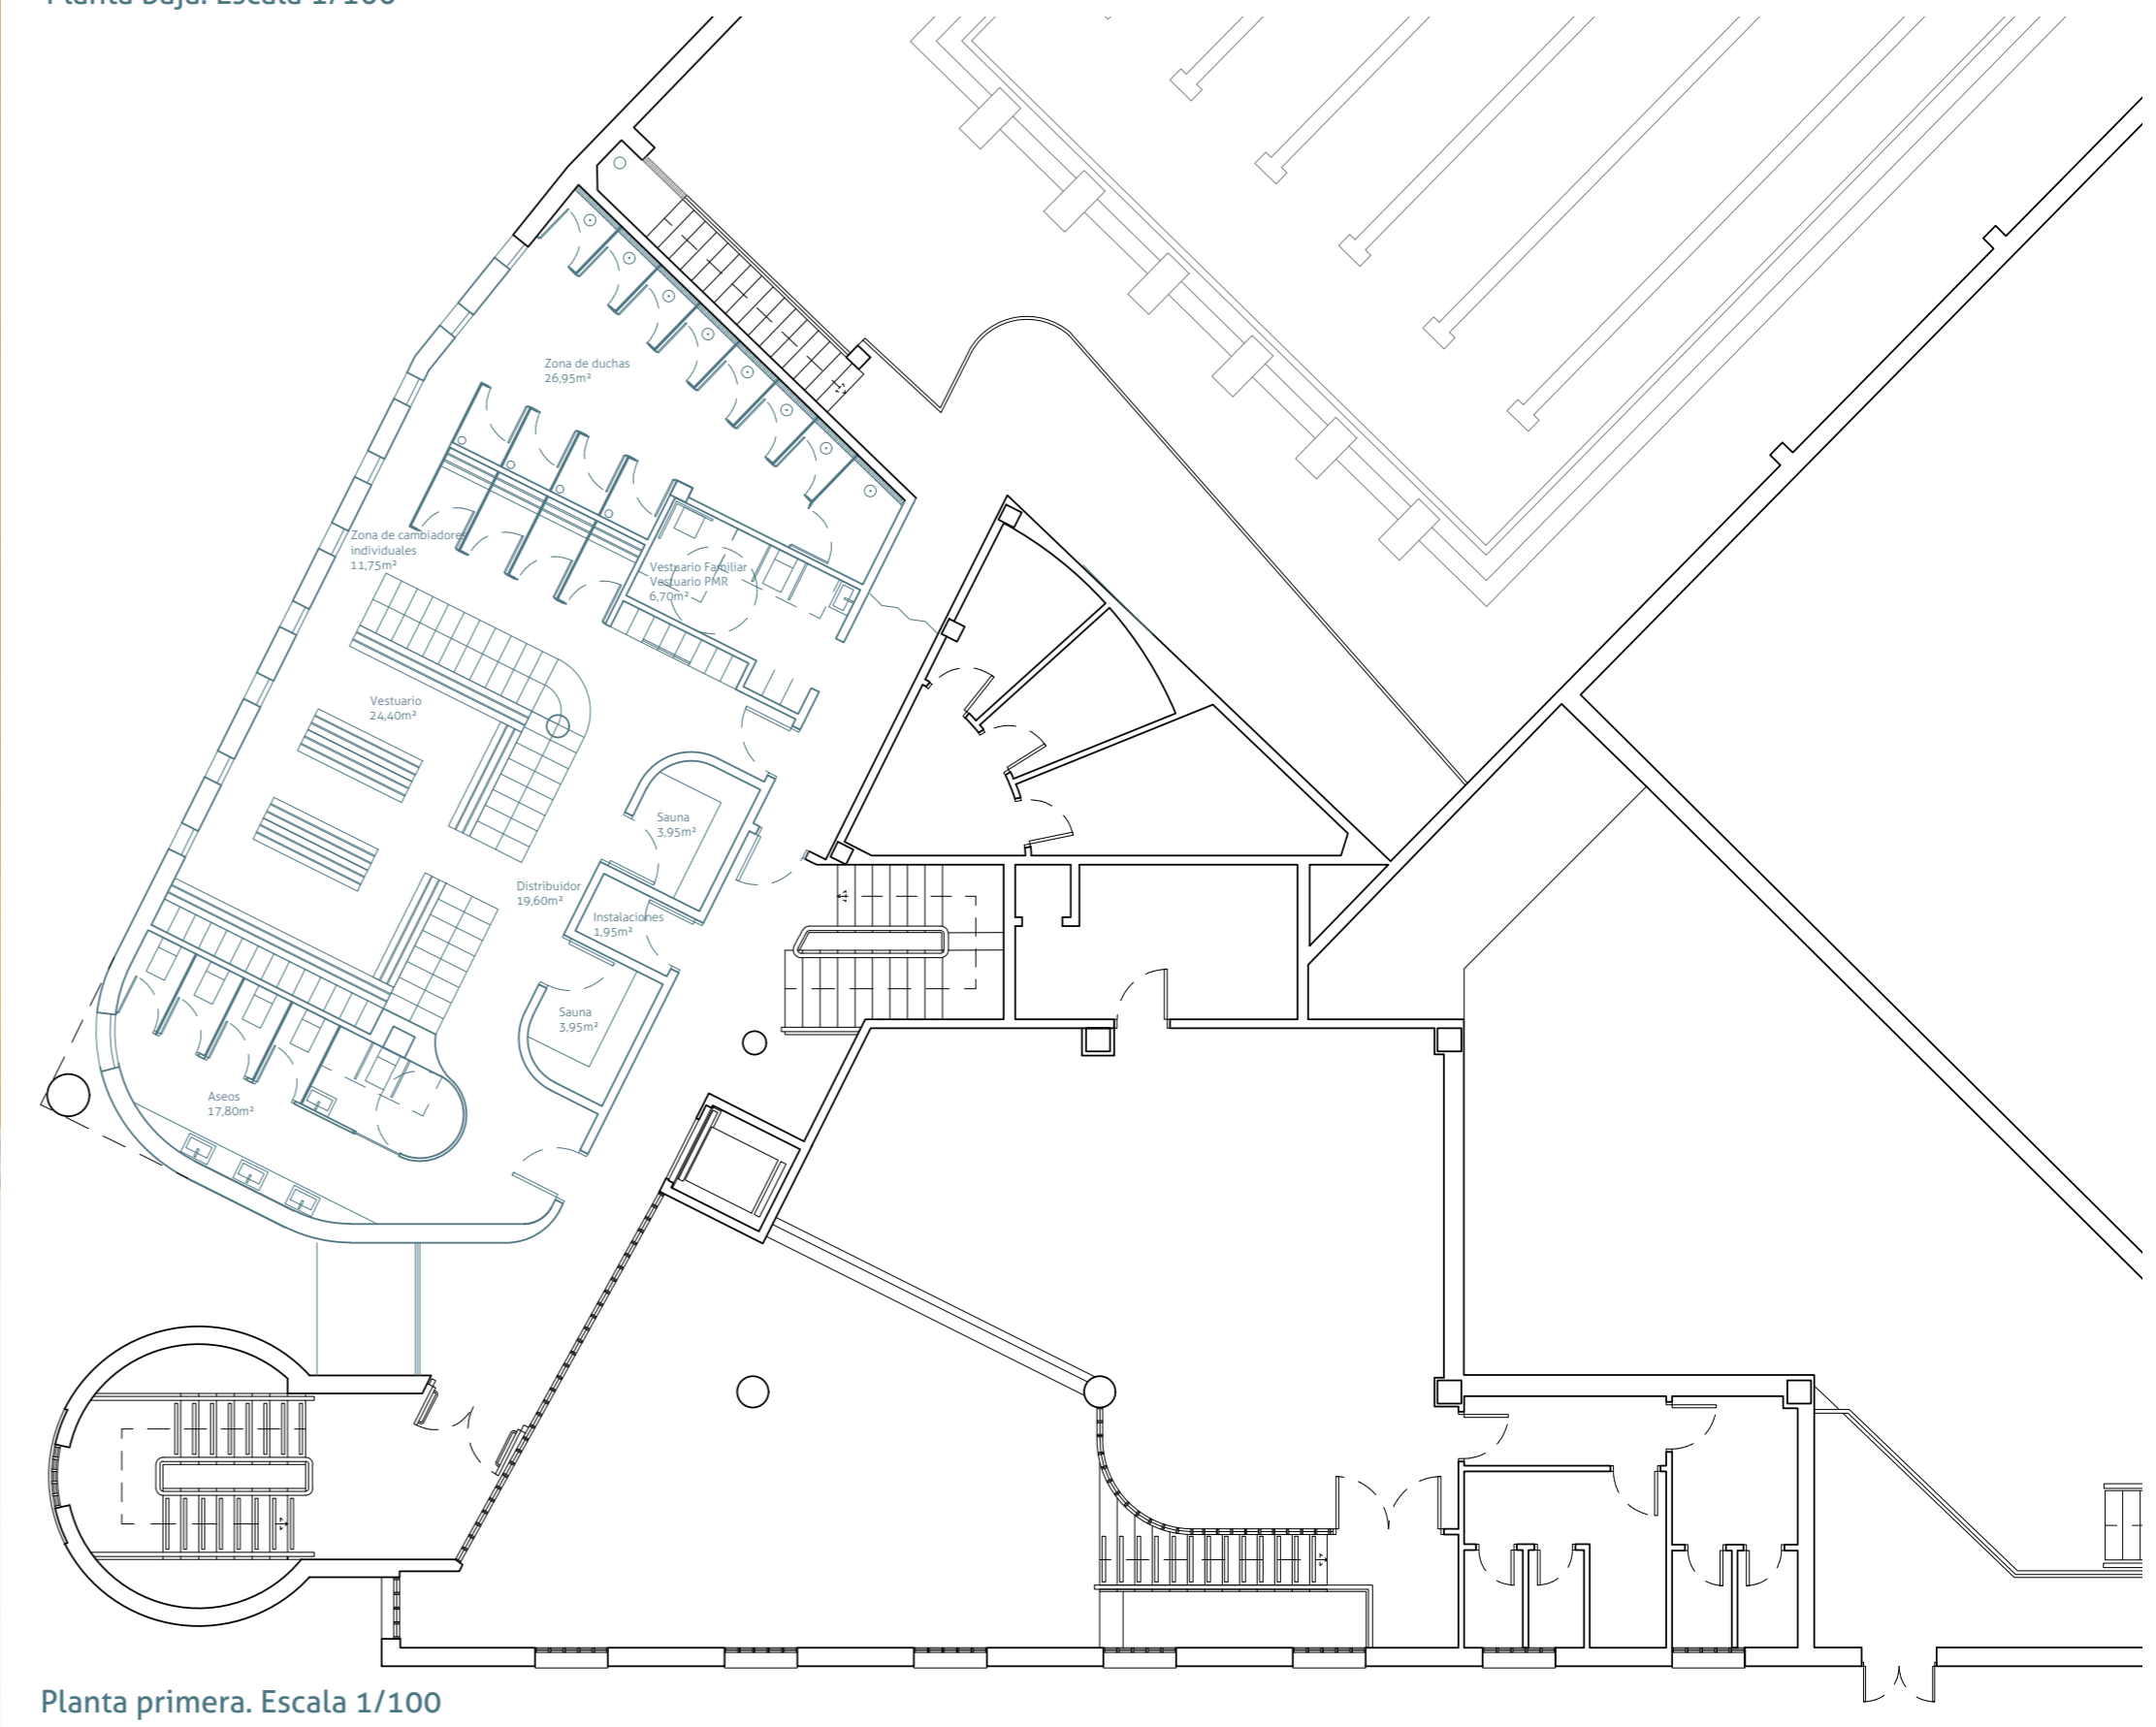 Planta Baja. Escala 1/100
Zona de duchas
26,95m²
Zona de cambiadores
individuales
11,75m²
Vestuario Familiar
Vestuario PMR
6,70m²
Vestuario
24,40m²
Sauna
3,95m²
Distribuidor
19,60m²
Instalaciones
1,95m²
Sauna
3,95m²
Aseos
17,80m²
Planta primera. Escala 1/100